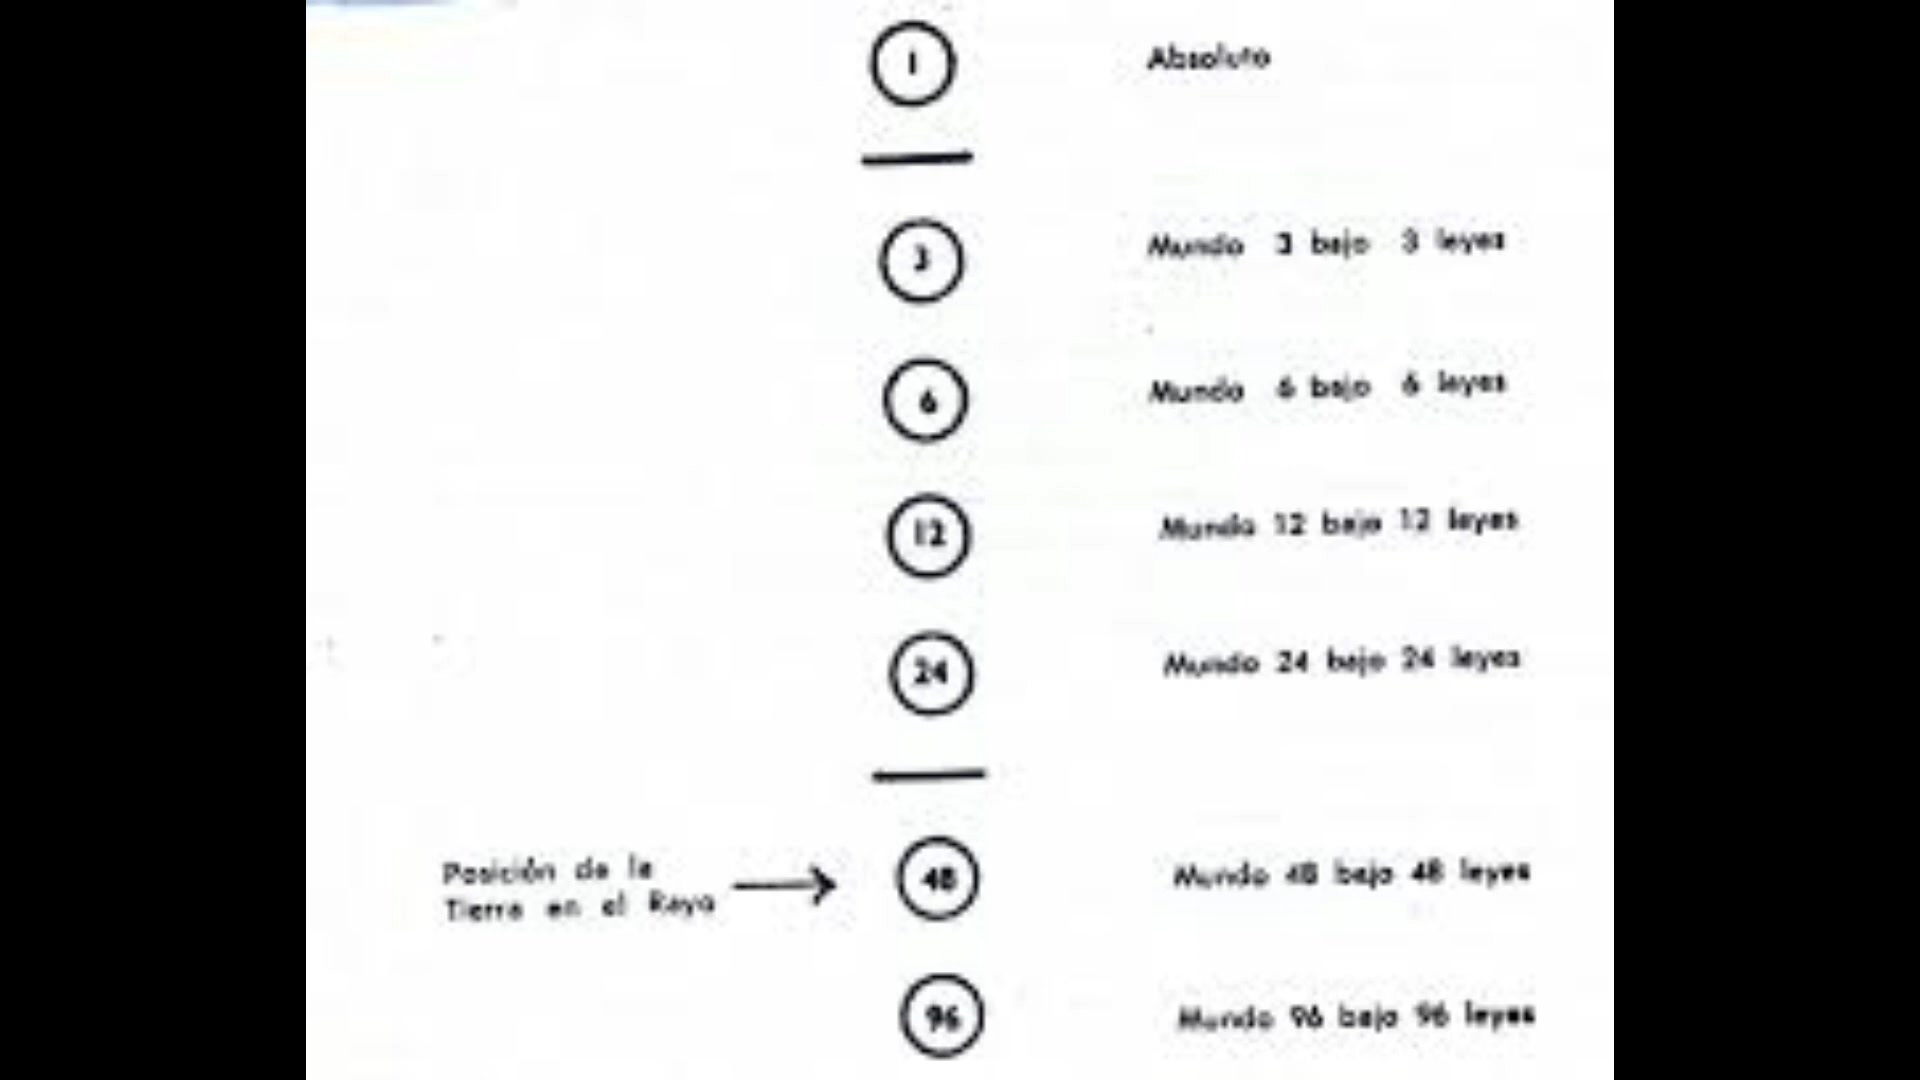 1 Absoluto
3 Mundo 3 bajo 3 leyes
6 Mundo 6 bajo 6 leyes
12 Mundo 12 bajo 12 leyes
24 Mundo 24 bajo 24 leyes
Posición de la
Tierra en el Rayo
48 Mundo 48 bajo 48 leyes
96 Mundo 96 bajo 96 leyes